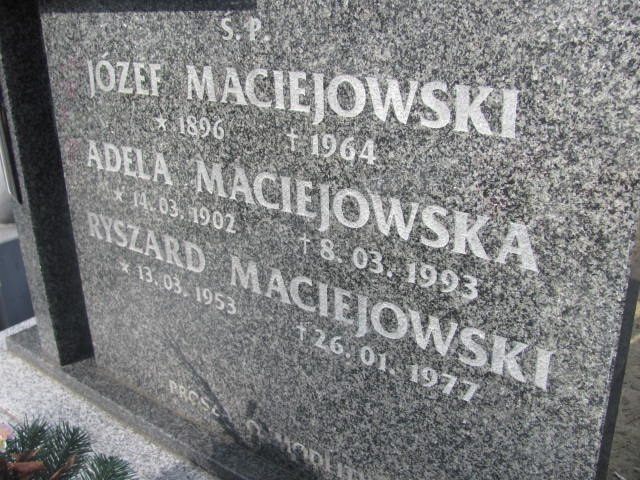 Ś. P.
JÓZEF MACIEJOWSKI
★ 1896 † 1964
ADELA MACIEJOWSKA
★ 14.03.1902 † 8.03.1993
RYSZARD MACIEJOWSKI
★ 13.03.1953 † 26.01.1977